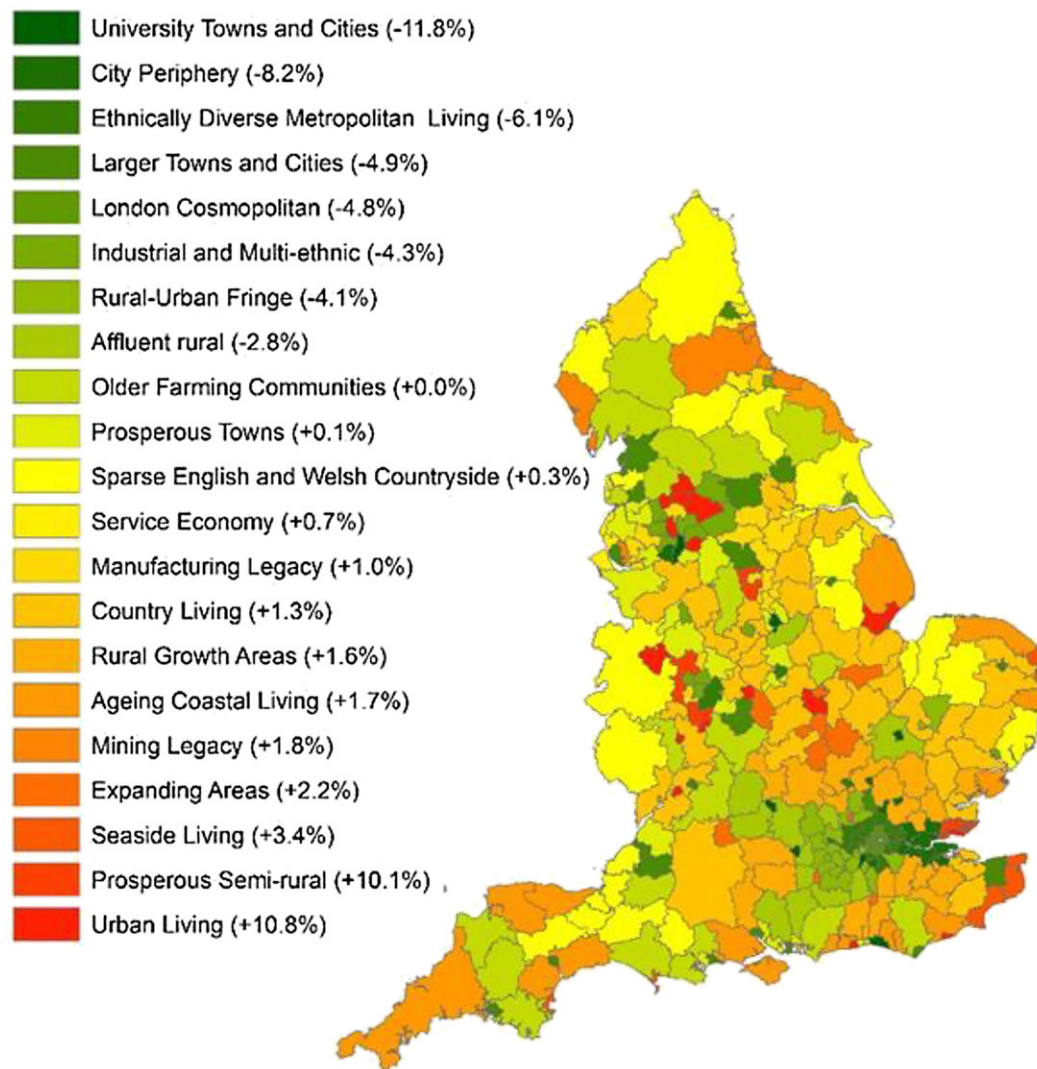 University Towns and Cities (-11.8%)
City Periphery (-8.2%)
Ethnically Diverse Metropolitan Living (-6.1%)
Larger Towns and Cities (-4.9%)
London Cosmopolitan (-4.8%)
Industrial and Multi-ethnic (-4.3%)
Rural-Urban Fringe (-4.1%)
Affluent rural (-2.8%)
Older Farming Communities (+0.0%)
Prosperous Towns (+0.1%)
Sparse English and Welsh Countryside (+0.3%)
Service Economy (+0.7%)
Manufacturing Legacy (+1.0%)
Country Living (+1.3%)
Rural Growth Areas (+1.6%)
Ageing Coastal Living (+1.7%)
Mining Legacy (+1.8%)
Expanding Areas (+2.2%)
Seaside Living (+3.4%)
Prosperous Semi-rural (+10.1%)
Urban Living (+10.8%)